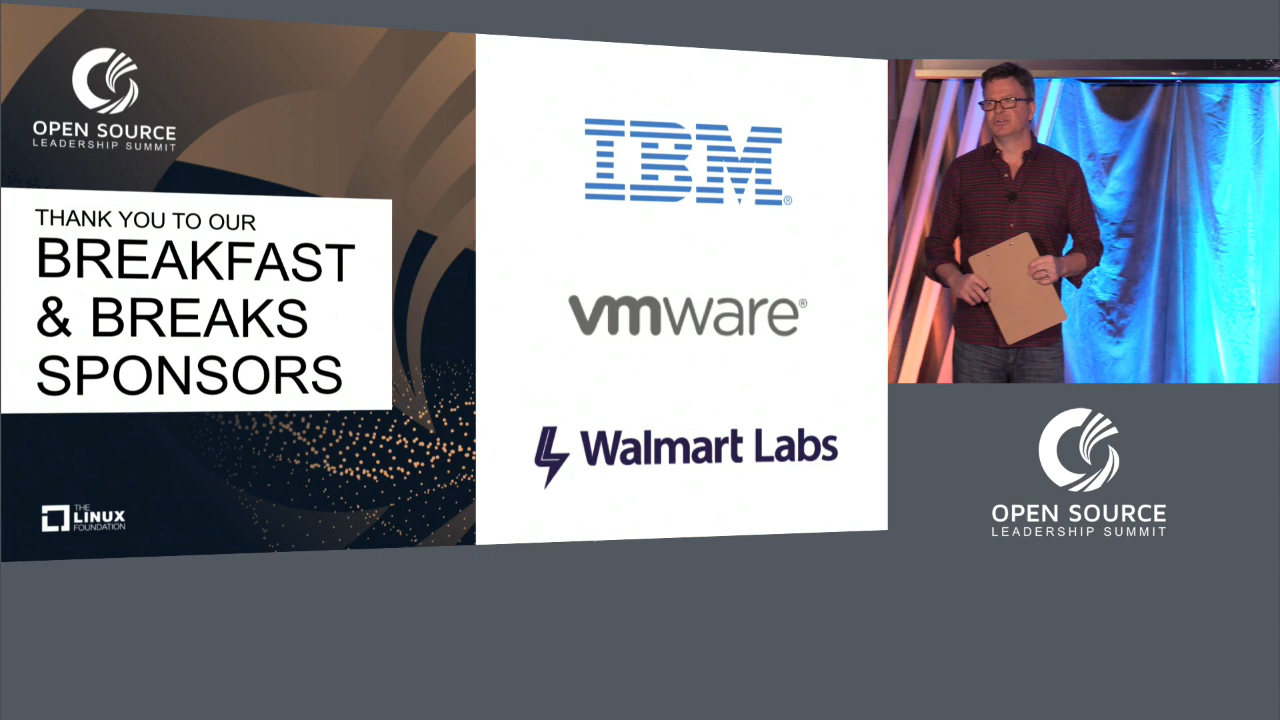 OPEN SOURCE
LEADERSHIP SUMMIT
THANK YOU TO OUR
BREAKFAST
& BREAKS
SPONSORS
THE
LINUX
FOUNDATION
IBM®
vmware®
Walmart Labs
OPEN SOURCE
LEADERSHIP SUMMIT